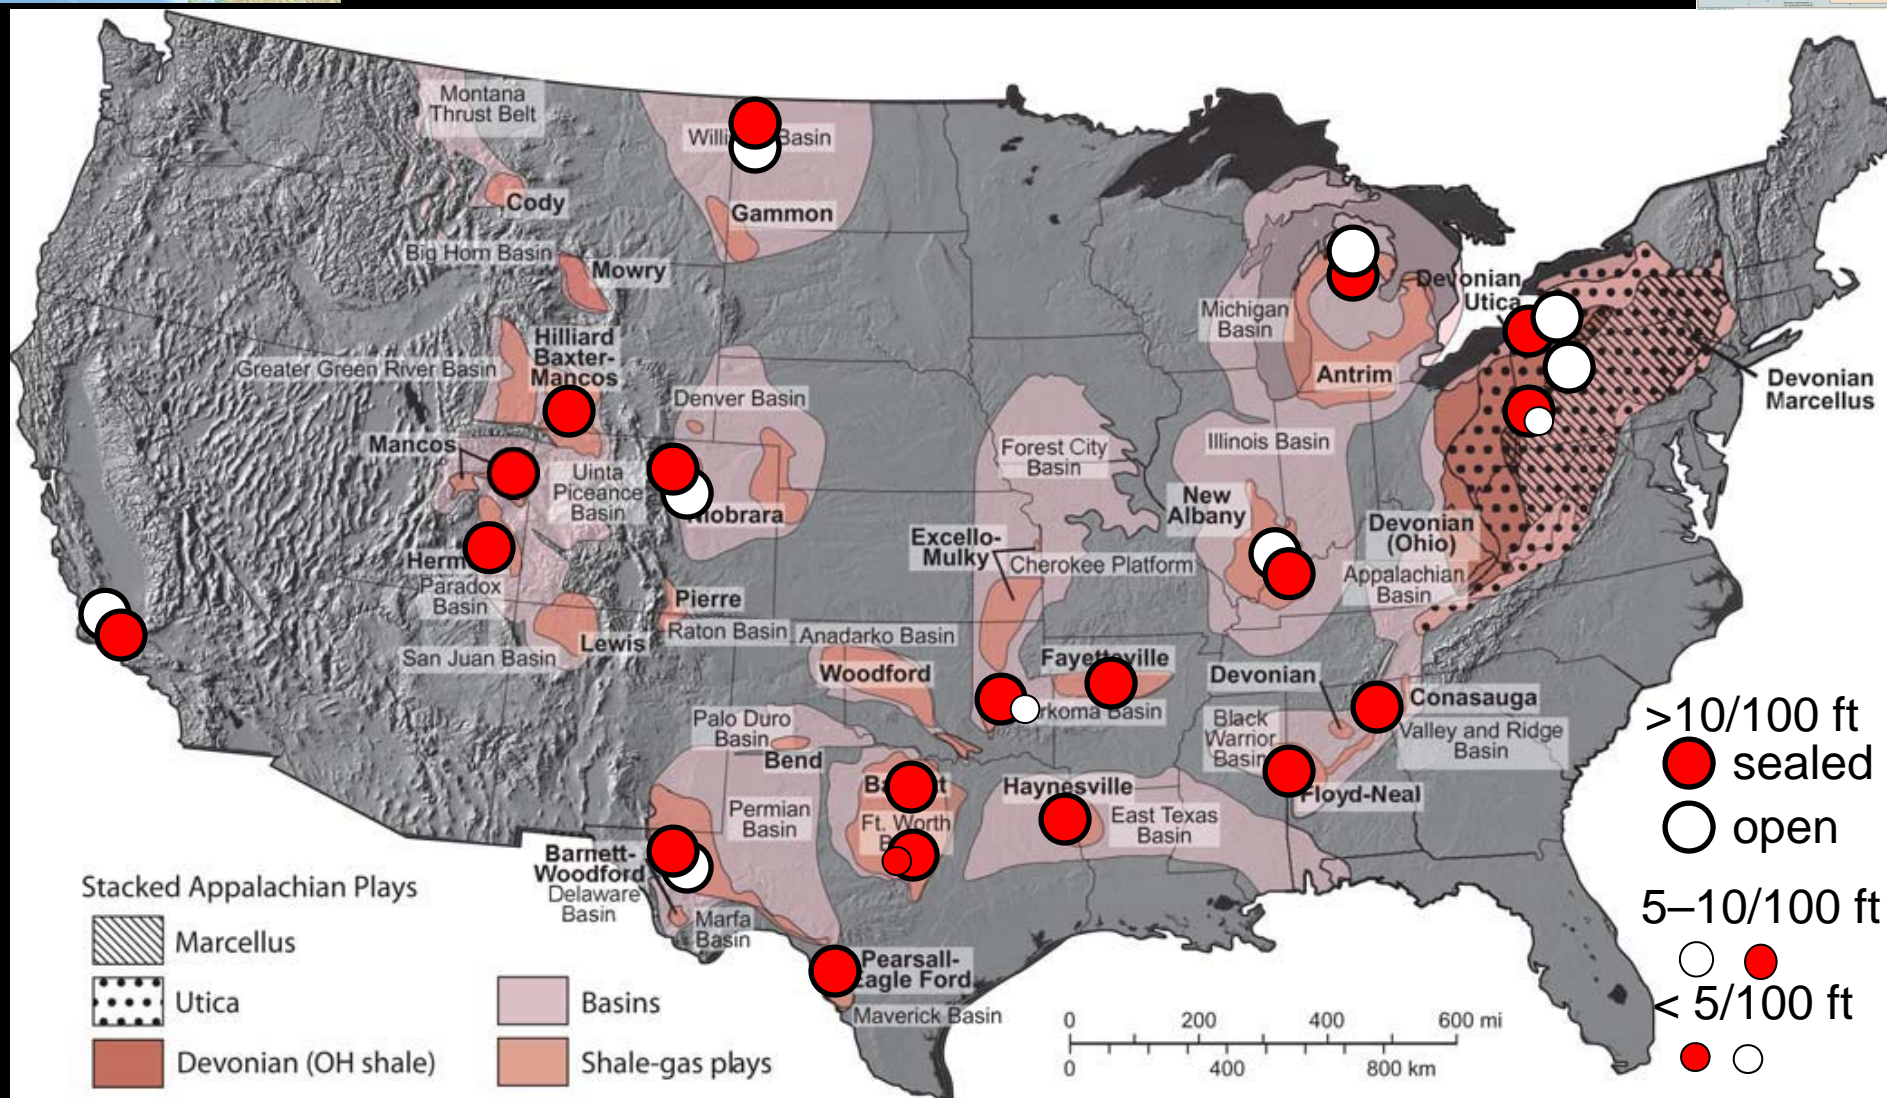 Montana
Thrust Belt
Basin
Cody
Gammon
Big Horn Basin
Mowry
Hilliard
Baxter-
Mancos
Greater Green River Basin
Denver Basin
Mancos
Uinta
Piceance
Basin
Niobrara
Paradox
Basin
Pierre
Raton Basin
Lewis
San Juan Basin
Anadarko Basin
Woodford
Forest City
Basin
Excello-
Mulky
Cherokee Platform
Michigan
Basin
Antrim
Illinois Basin
New
Albany
Devonian
Utica
Devonian
Marcellus
Devonian
(Ohio)
Appalachian
Basin
Fayetteville
Basin
Devonian
Conasauga
Valley and Ridge
Basin
Black
Warrior
Basin
Floyd-Neal
Palo Duro
Basin
Bend
Permian
Basin
Ft. Worth
Haynesville
East Texas
Basin
Barnett-
Woodford
Delaware
Basin
Marfa
Basin
Pearsall-
Eagle Ford
Maverick Basin
>10/100 ft
sealed
open
5–10/100 ft
< 5/100 ft
Stacked Appalachian Plays
Marcellus
Utica
Devonian (OH shale)
Basins
Shale-gas plays
0 200 400 600 mi
0 400 800 km